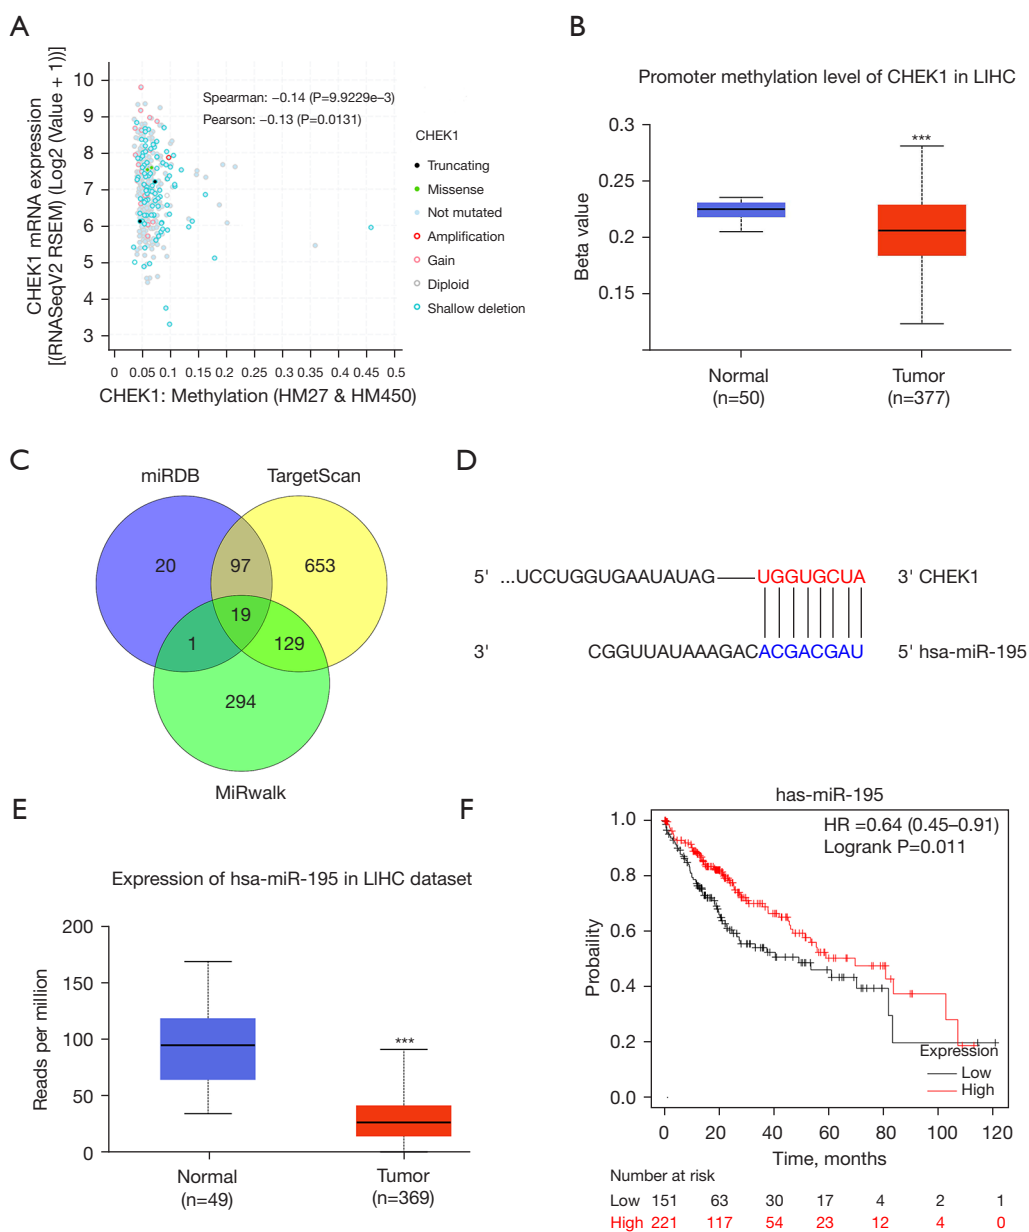 A
CHEK1 mRNA expression
[(RNASeqV2 RSEM) (Log2 (Value + 1))]
10
9
8
7
6
5
4
3
Spearman: −0.14 (P=9.9229e–3)
Pearson: −0.13 (P=0.0131)
CHEK1
Truncating
Missense
Not mutated
Amplification
Gain
Diploid
Shallow deletion
0 0.05 0.1 0.15 0.2 0.25 0.3 0.35 0.4 0.45 0.5
CHEK1: Methylation (HM27 & HM450)
B
Promoter methylation level of CHEK1 in LIHC
Beta value
0.3
0.25
0.2
0.15
***
Normal
(n=50)
Tumor
(n=377)
C
miRDB
TargetScan
20
97
653
19
1
129
294
MiRwalk
D
5' ...UCCUGGUGAAUAUAG UGGUGCUA 3' CHEK1
3' CGGUUAUAAAGACACGACGAU 5' hsa-miR-195
E
Expression of hsa-miR-195 in LIHC dataset
Reads per million
200
150
100
50
0
***
Normal
(n=49)
Tumor
(n=369)
F
has-miR-195
HR =0.64 (0.45–0.91)
Logrank P=0.011
Probaility
1.0
0.8
0.6
0.4
0.2
0.0
Expression
Low
High
0 20 40 60 80 100 120
Time, months
Number at risk
Low 151 63 30 17 4 2 1
High 221 117 54 23 12 4 0